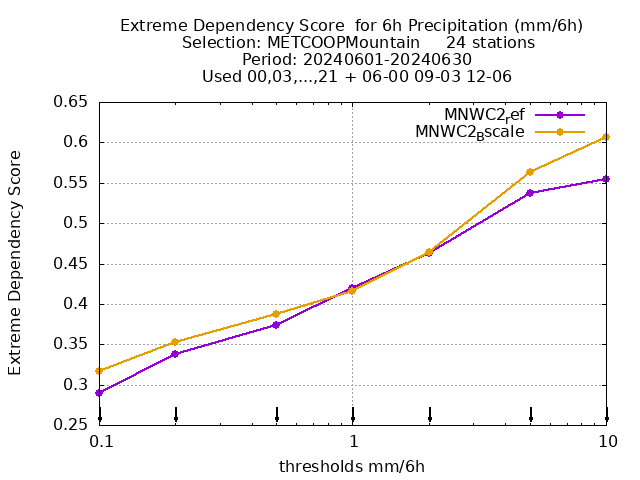 Extreme Dependency Score  for 6h Precipitation (mm/6h)
Selection: METCOOPMountain     24 stations
Period: 20240601-20240630
Used 00,03,...,21 + 06-00 09-03 12-06
MNWC2ref
MNWC2Bscale
0.65
0.6
0.55
0.5
0.45
0.4
0.35
0.3
0.25
Extreme Dependency Score
0.1 1 10
thresholds mm/6h